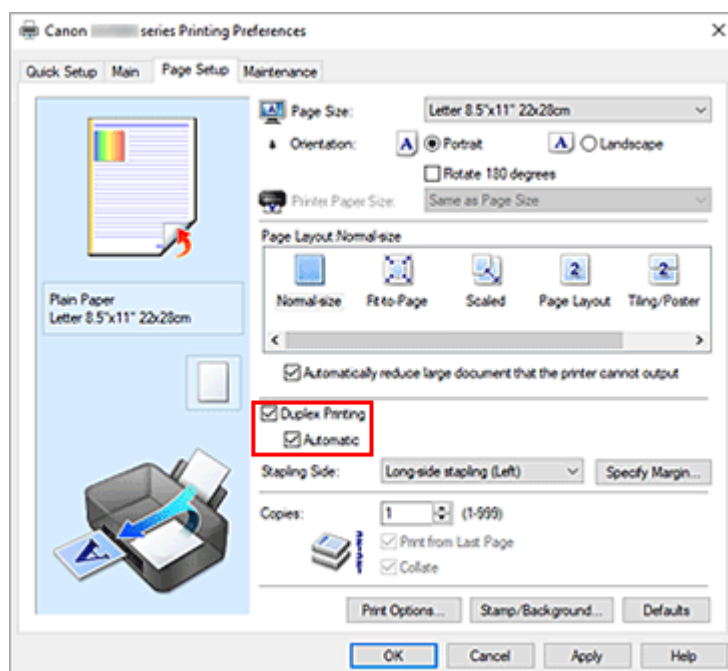 Canon series Printing Preferences
Quick Setup Main Page Setup Maintenance
Page Size: Letter 8.5"x11" 22x28cm
Orientation: A Portrait A Landscape
Rotate 180 degrees
Printer Paper Size: Same as Page Size
Page Layout:Normal-size
Normal-size Fit-to-Page Scaled Page Layout Tiling/Poster
Plain Paper
Letter 8.5"x11" 22x28cm
Automatically reduce large document that the printer cannot output
Duplex Printing
Automatic
Stapling Side: Long-side stapling (Left) Specify Margin...
Copies: 1 (1-999)
Print from Last Page
Collate
Print Options... Stamp/Background... Defaults
OK Cancel Apply Help